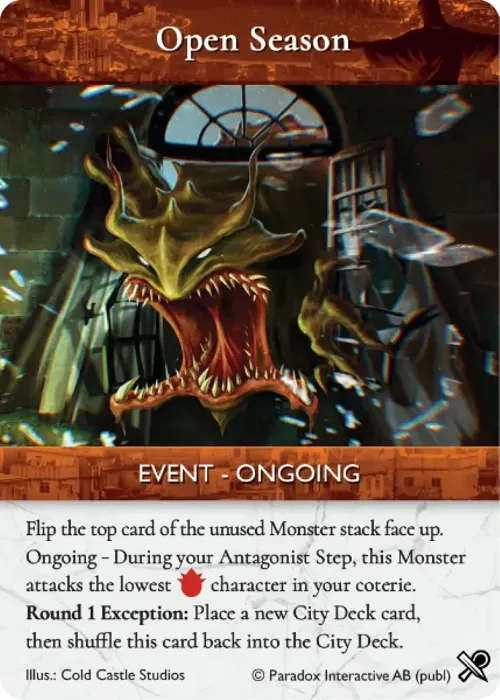 Open Season
EVENT - ONGOING
Flip the top card of the unused Monster stack face up.
Ongoing - During your Antagonist Step, this Monster
attacks the lowest character in your coterie.
Round 1 Exception: Place a new City Deck card,
then shuffle this card back into the City Deck.
Illus.: Cold Castle Studios © Paradox Interactive AB (publ)